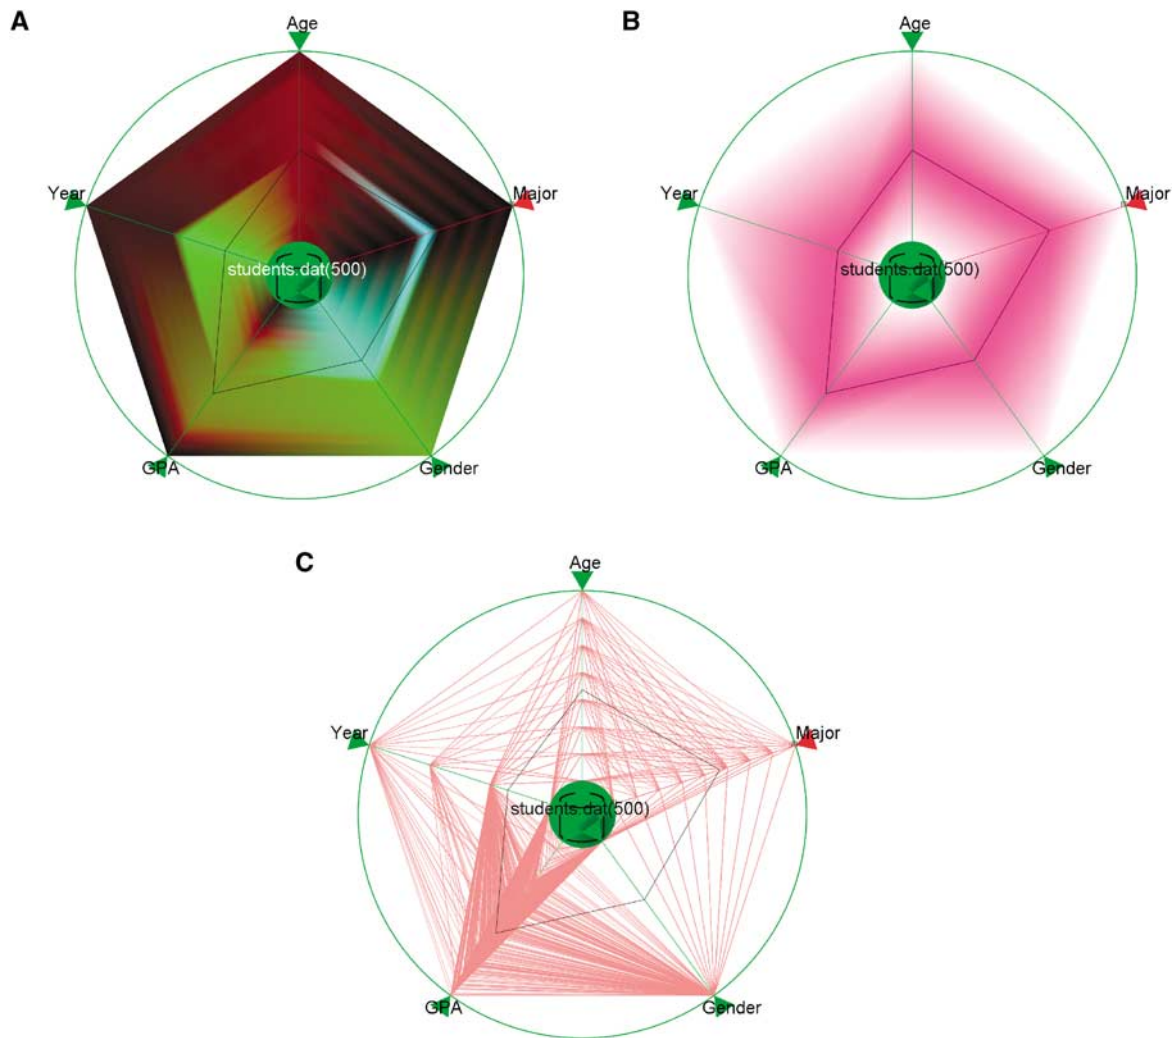 A
Age
Year
Major
students.dat(500)
GPA
Gender
B
Age
Year
Major
students.dat(500)
GPA
Gender
C
Age
Year
Major
students.dat(500)
GPA
Gender